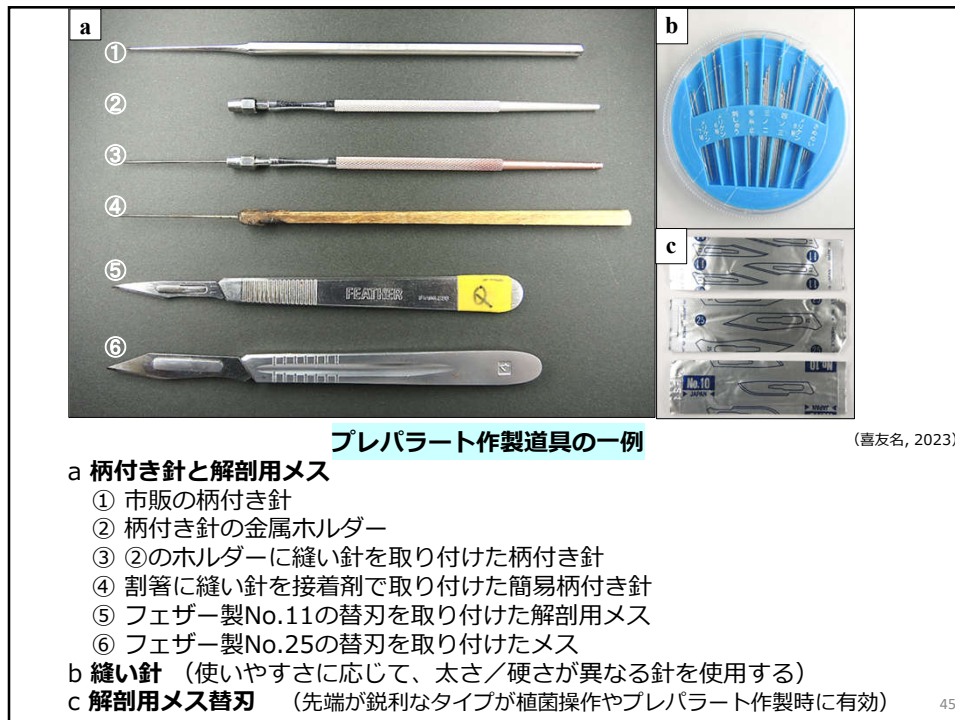 a
b
①
②
③
④
⑤
FEATHER
⑥
c
11
11
25
No.10
JAPAN
No.10
JAPAN
プレパラート作製道具の一例
(喜友名, 2023)
a 柄付き針と解剖用メス
① 市販の柄付き針
② 柄付き針の金属ホルダー
③ ②のホルダーに縫い針を取り付けた柄付き針
④ 割箸に縫い針を接着剤で取り付けた簡易柄付き針
⑤ フェザー製No.11の替刃を取り付けた解剖用メス
⑥ フェザー製No.25の替刃を取り付けたメス
b 縫い針 （使いやすさに応じて、太さ／硬さが異なる針を使用する）
c 解剖用メス替刃 （先端が鋭利なタイプが植菌操作やプレパラート作製時に有効）
45